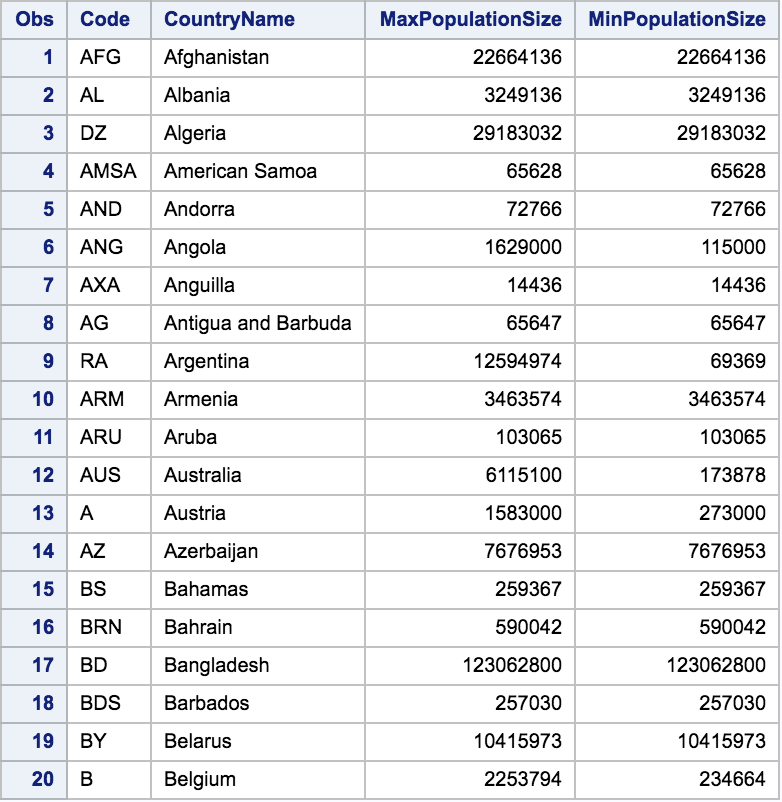 Obs Code CountryName MaxPopulationSize MinPopulationSize
1 AFG Afghanistan 22664136 22664136
2 AL Albania 3249136 3249136
3 DZ Algeria 29183032 29183032
4 AMSA American Samoa 65628 65628
5 AND Andorra 72766 72766
6 ANG Angola 1629000 115000
7 AXA Anguilla 14436 14436
8 AG Antigua and Barbuda 65647 65647
9 RA Argentina 12594974 69369
10 ARM Armenia 3463574 3463574
11 ARU Aruba 103065 103065
12 AUS Australia 6115100 173878
13 A Austria 1583000 273000
14 AZ Azerbaijan 7676953 7676953
15 BS Bahamas 259367 259367
16 BRN Bahrain 590042 590042
17 BD Bangladesh 123062800 123062800
18 BDS Barbados 257030 257030
19 BY Belarus 10415973 10415973
20 B Belgium 2253794 234664